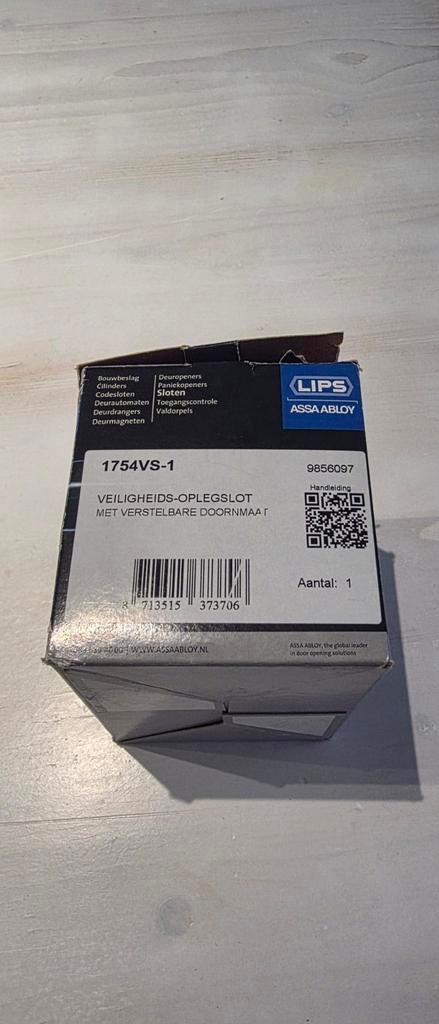 Bouwbeslag
Cilinders
Codesloten
Deurautomaten
Deurdrangers
Deurmagneten
Deuropeners
Paniekopeners
Sloten
Toegangscontrole
Valdorpels
LIPS
ASSA ABLOY
1754VS-1
9856097
Handleiding
VEILIGHEIDS-OPLEGSLOT
MET VERSTELBARE DOORNMAAT
Aantal: 1
8 713515 373706
WWW.ASSAABLOY.NL
ASSA ABLOY, the global leader
in door opening solutions